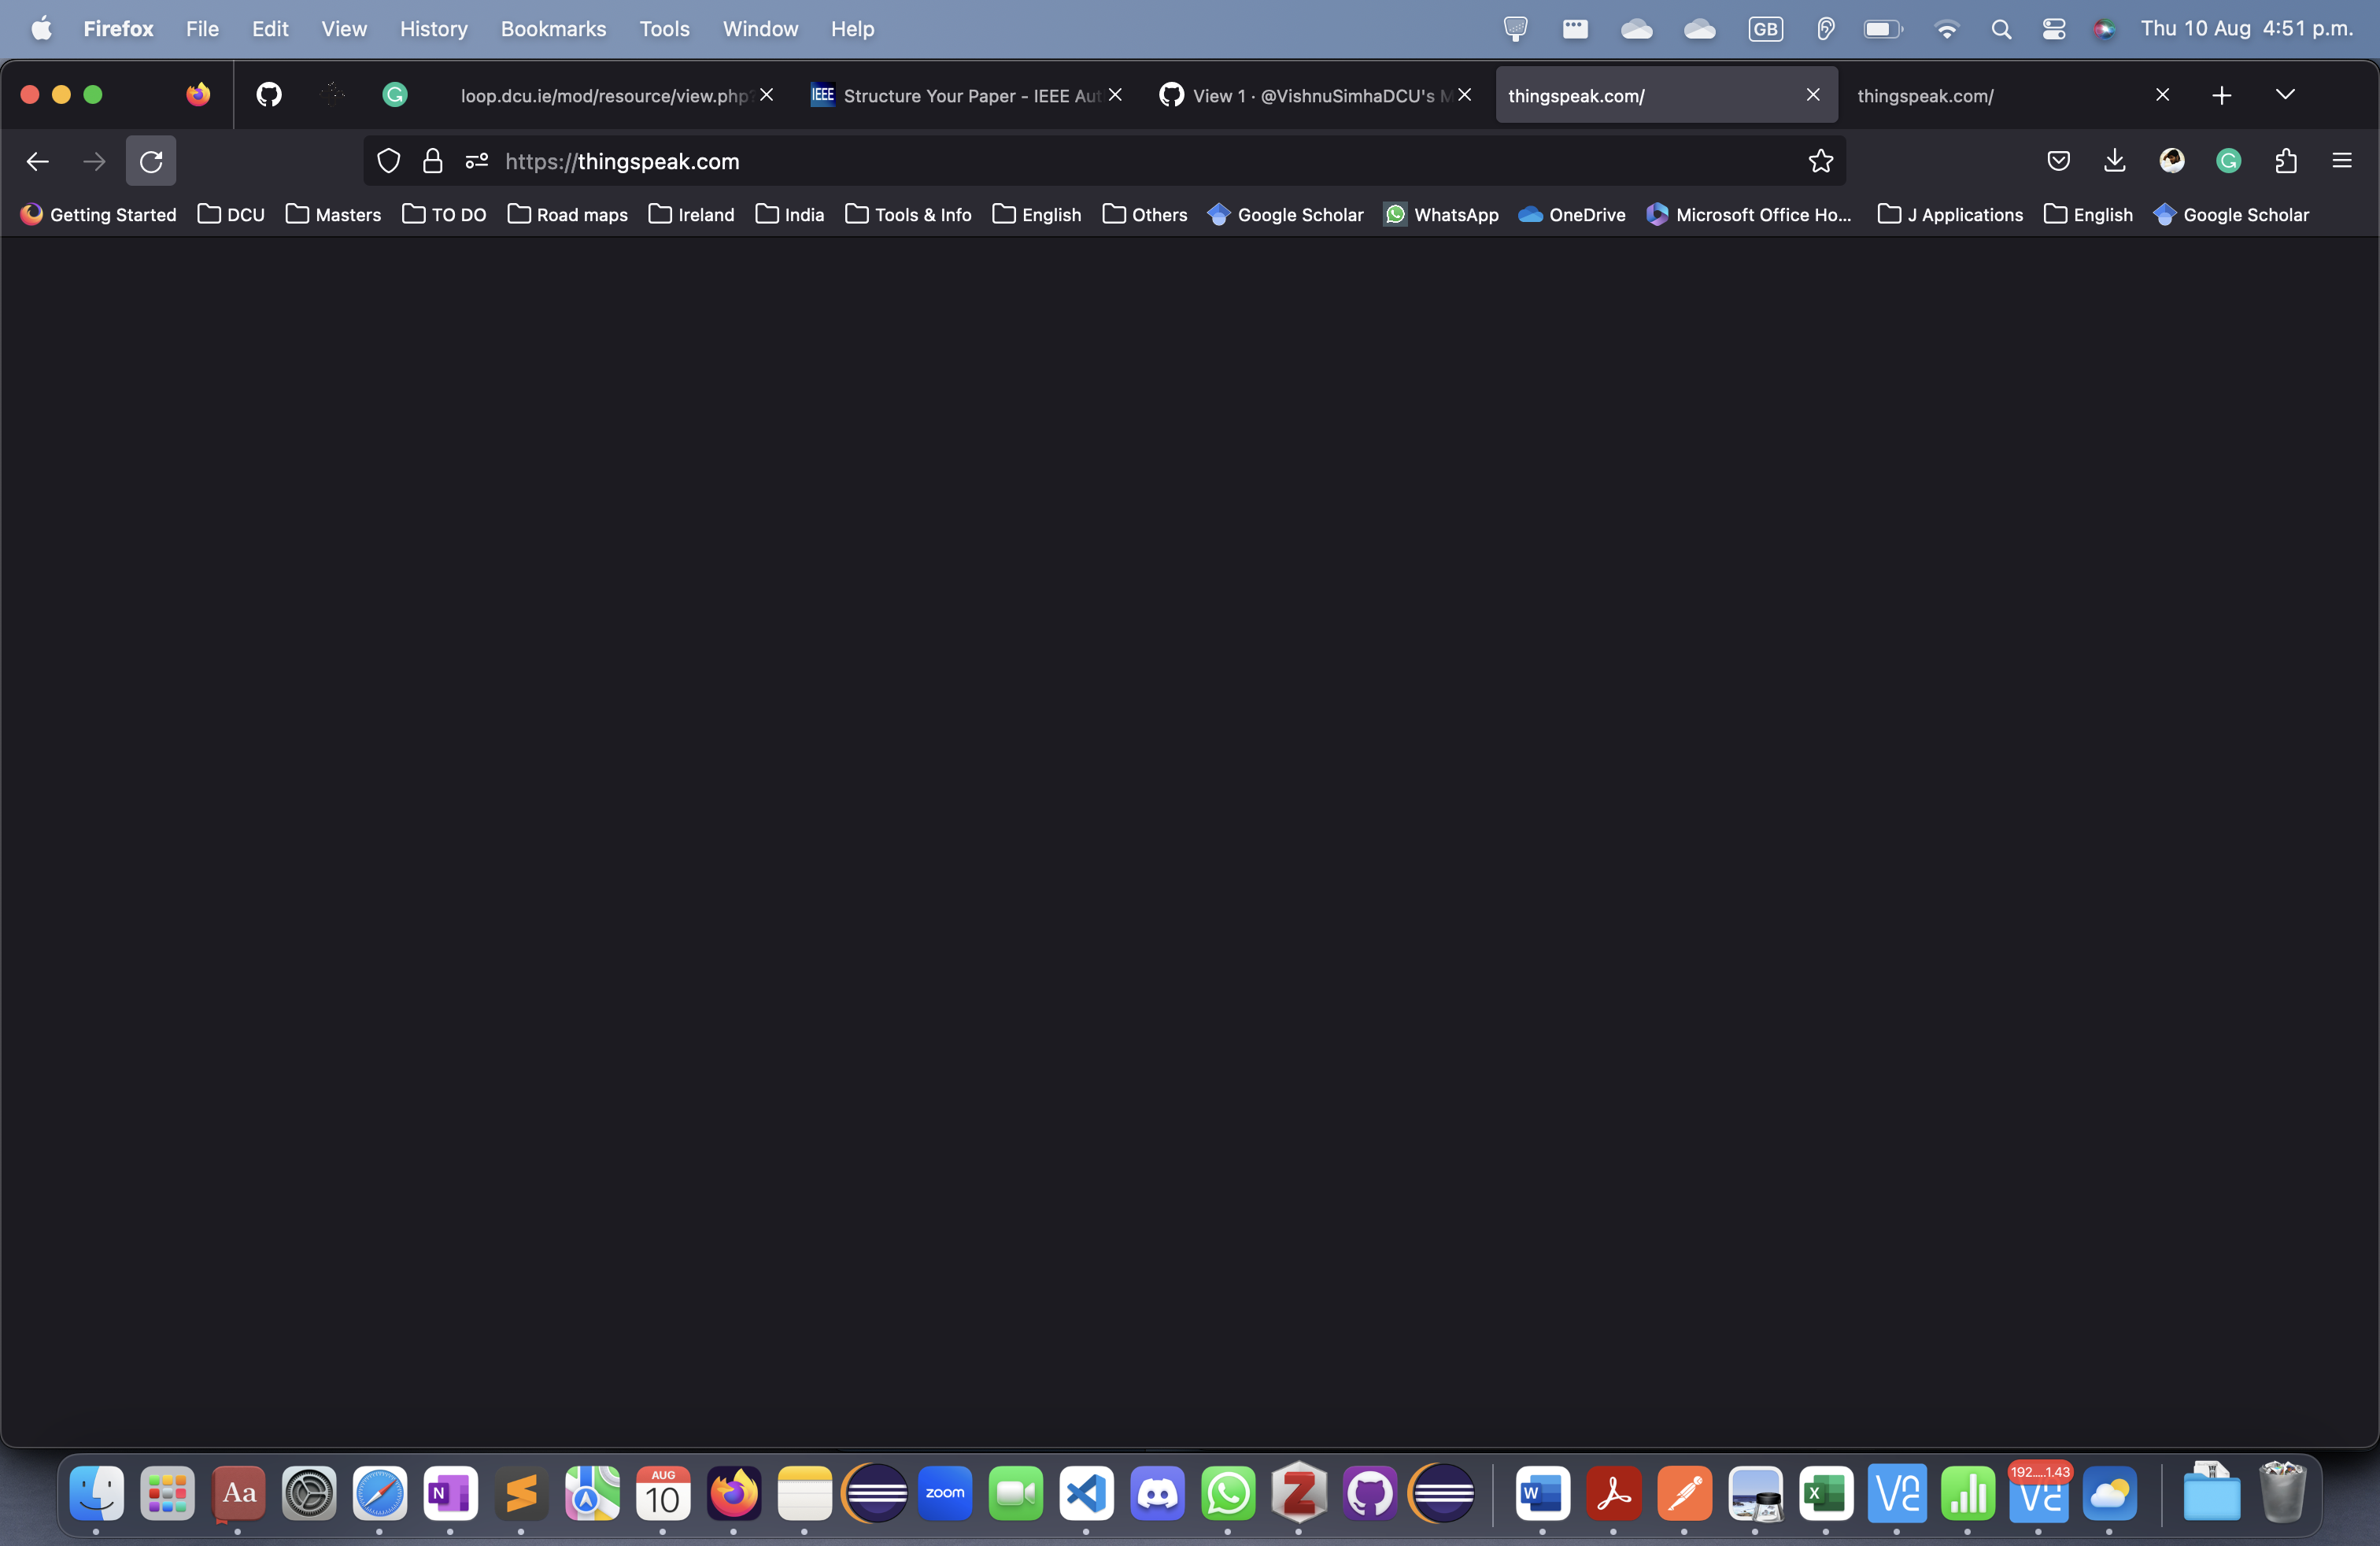 Firefox File Edit View History Bookmarks Tools Window Help GB Thu 10 Aug 4:51 p.m.
loop.dcu.ie/mod/resource/view.php? IEEE Structure Your Paper - IEEE Aut View 1 · @VishnuSimhaDCU's M thingspeak.com/ thingspeak.com/
https://thingspeak.com
Getting Started DCU Masters TO DO Road maps Ireland India Tools & Info English Others Google Scholar WhatsApp OneDrive Microsoft Office Ho... J Applications English Google Scholar
Aa N AUG 10 zoom Z W X VC 192....1.43 VC